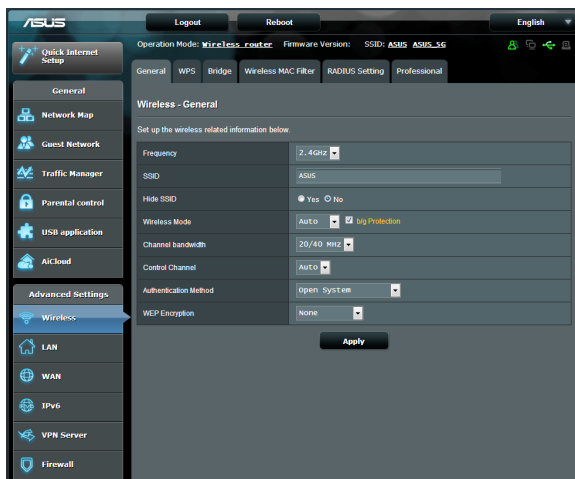 ASUS
Logout
Reboot
English
Quick Internet Setup
Operation Mode: Wireless router Firmware Version: SSID: ASUS ASUS_5G
General WPS Bridge Wireless MAC Filter RADIUS Setting Professional
General
Network Map
Guest Network
Traffic Manager
Parental control
USB application
AiCloud
Advanced Settings
Wireless
LAN
WAN
IPv6
VPN Server
Firewall
Wireless - General
Set up the wireless related information below.
Frequency 2.4GHz
SSID ASUS
Hide SSID Yes No
Wireless Mode Auto b/g Protection
Channel bandwidth 20/40 MHz
Control Channel Auto
Authentication Method Open System
WEP Encryption None
Apply